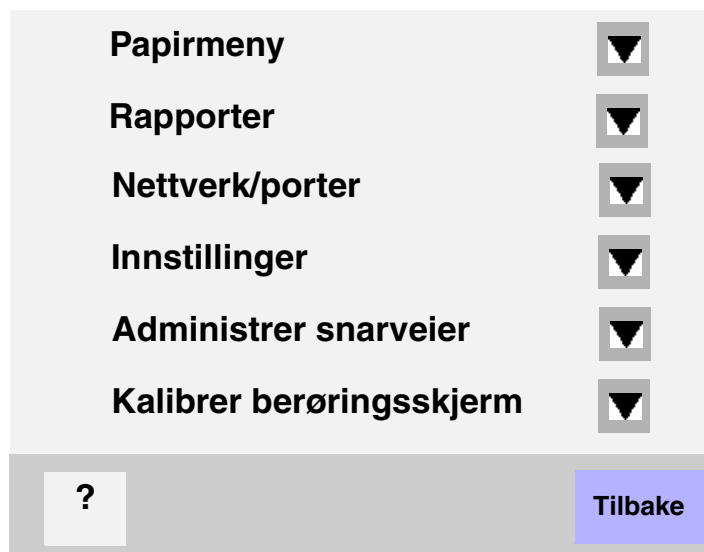 Papirmeny
Rapporter
Nettverk/porter
Innstillinger
Administrer snarveier
Kalibrer berøringsskjerm
?
Tilbake